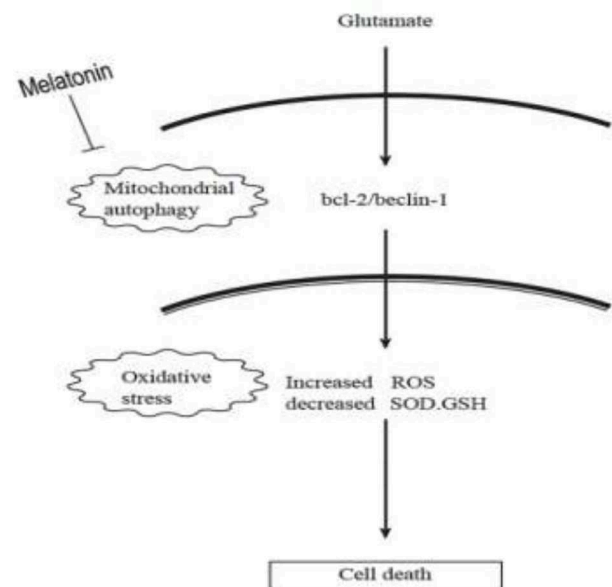 Glutamate
Melatonin
Mitochondrial
autophagy
bcl-2/beclin-1
Oxidative
stress
Increased ROS
decreased SOD.GSH
Cell death